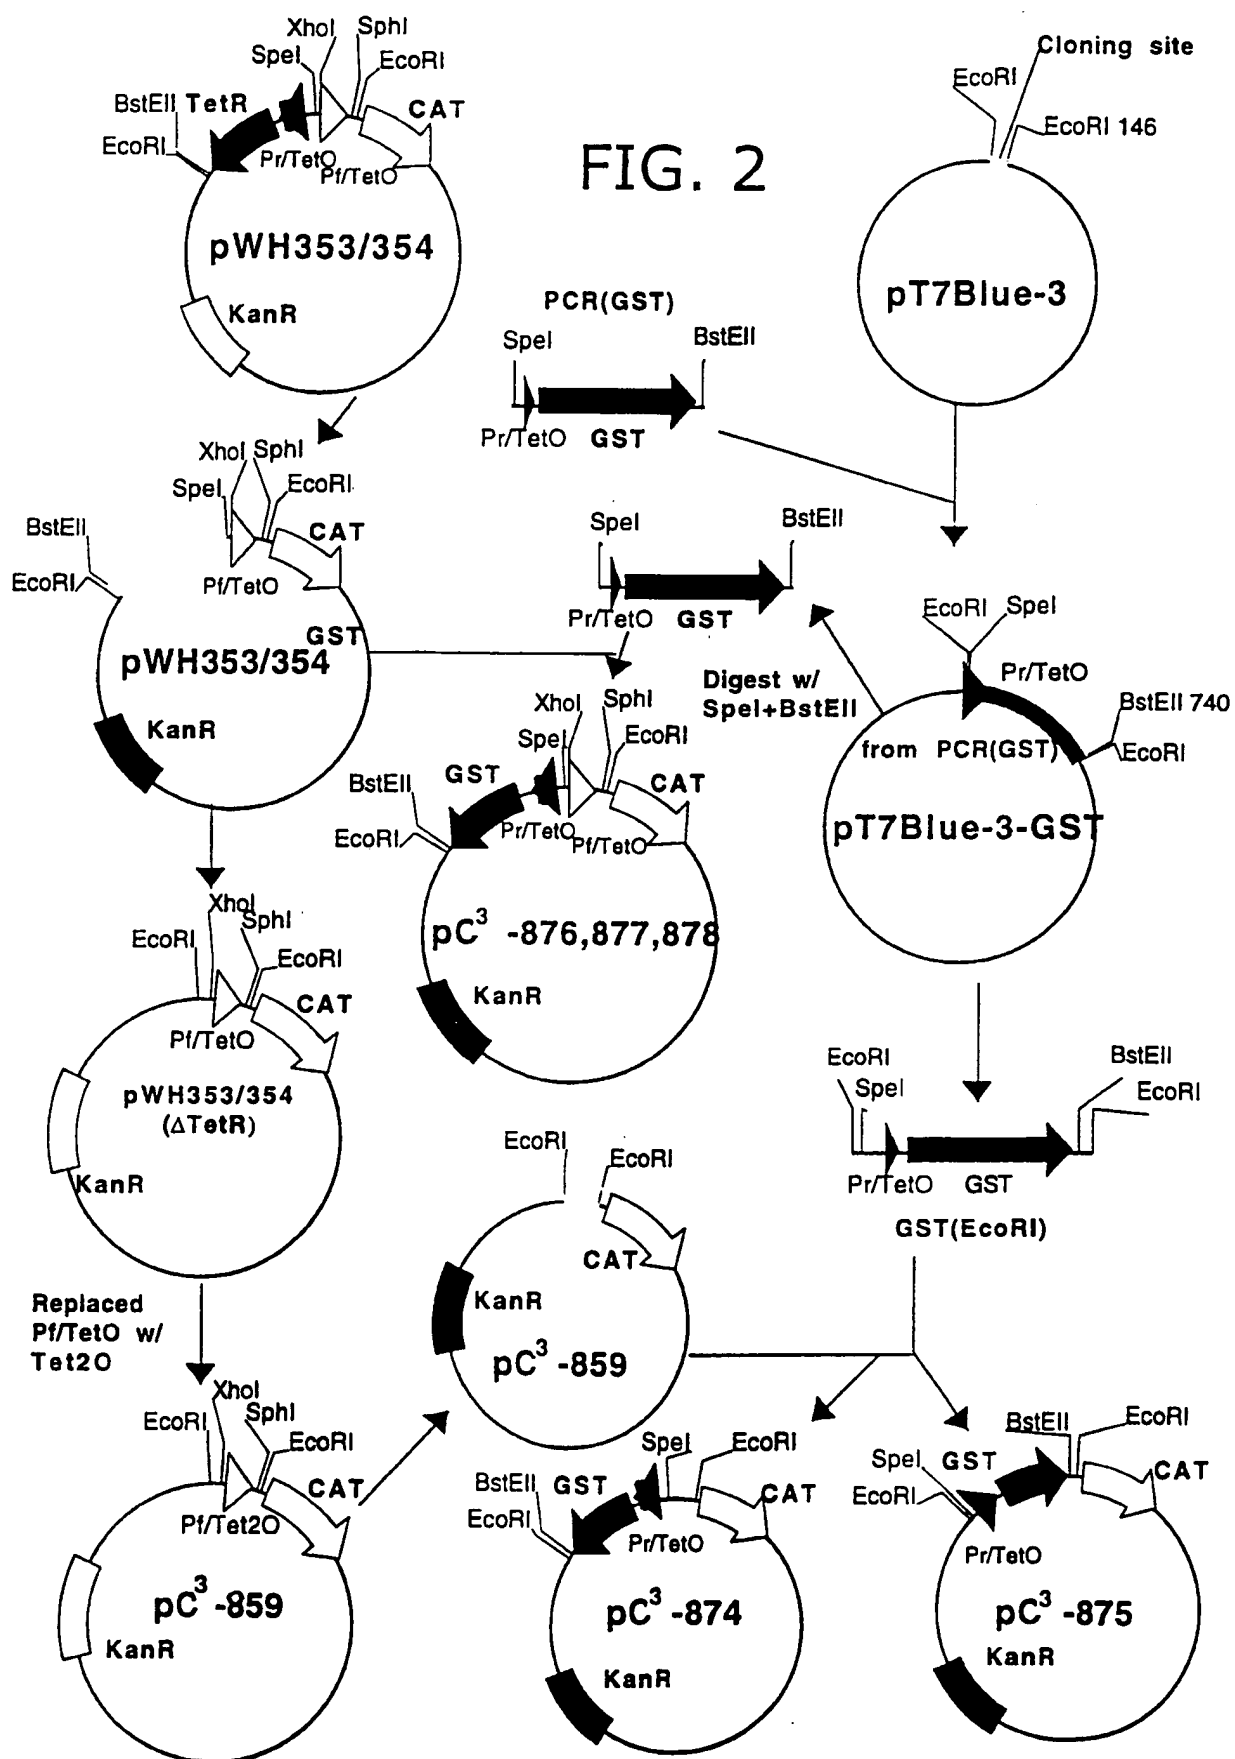 FIG. 2
XhoI
SphI
SpeI
EcoRI
BstEII
TetR
CAT
EcoRI
Pr/TetO
Pf/TetO
pWH353/354
KanR
Cloning site
EcoRI
EcoRI 146
pT7Blue-3
PCR(GST)
SpeI
BstEII
Pr/TetO
GST
XhoI
SphI
SpeI
EcoRI
BstEII
CAT
EcoRI
Pf/TetO
GST
pWH353/354
KanR
SpeI
BstEII
Pr/TetO
GST
Digest w/
SpeI+BstEII
EcoRI
SpeI
Pr/TetO
BstEII 740
EcoRI
from PCR(GST)
pT7Blue-3-GST
XhoI
SphI
SpeI
EcoRI
GST
CAT
BstEII
EcoRI
Pr/TetO
Pf/TetO
pC³ -876,877,878
KanR
XhoI
SphI
EcoRI
EcoRI
CAT
Pf/TetO
pWH353/354
(ΔTetR)
KanR
EcoRI
SpeI
BstEII
EcoRI
Pr/TetO
GST
GST(EcoRI)
EcoRI
EcoRI
CAT
KanR
pC³ -859
Replaced
Pf/TetO w/
Tet2O
XhoI
EcoRI
SphI
EcoRI
CAT
Pf/Tet2O
pC³ -859
KanR
SpeI
EcoRI
BstEII
GST
CAT
EcoRI
Pr/TetO
pC³ -874
KanR
BstEII
EcoRI
SpeI
GST
CAT
EcoRI
Pr/TetO
pC³ -875
KanR